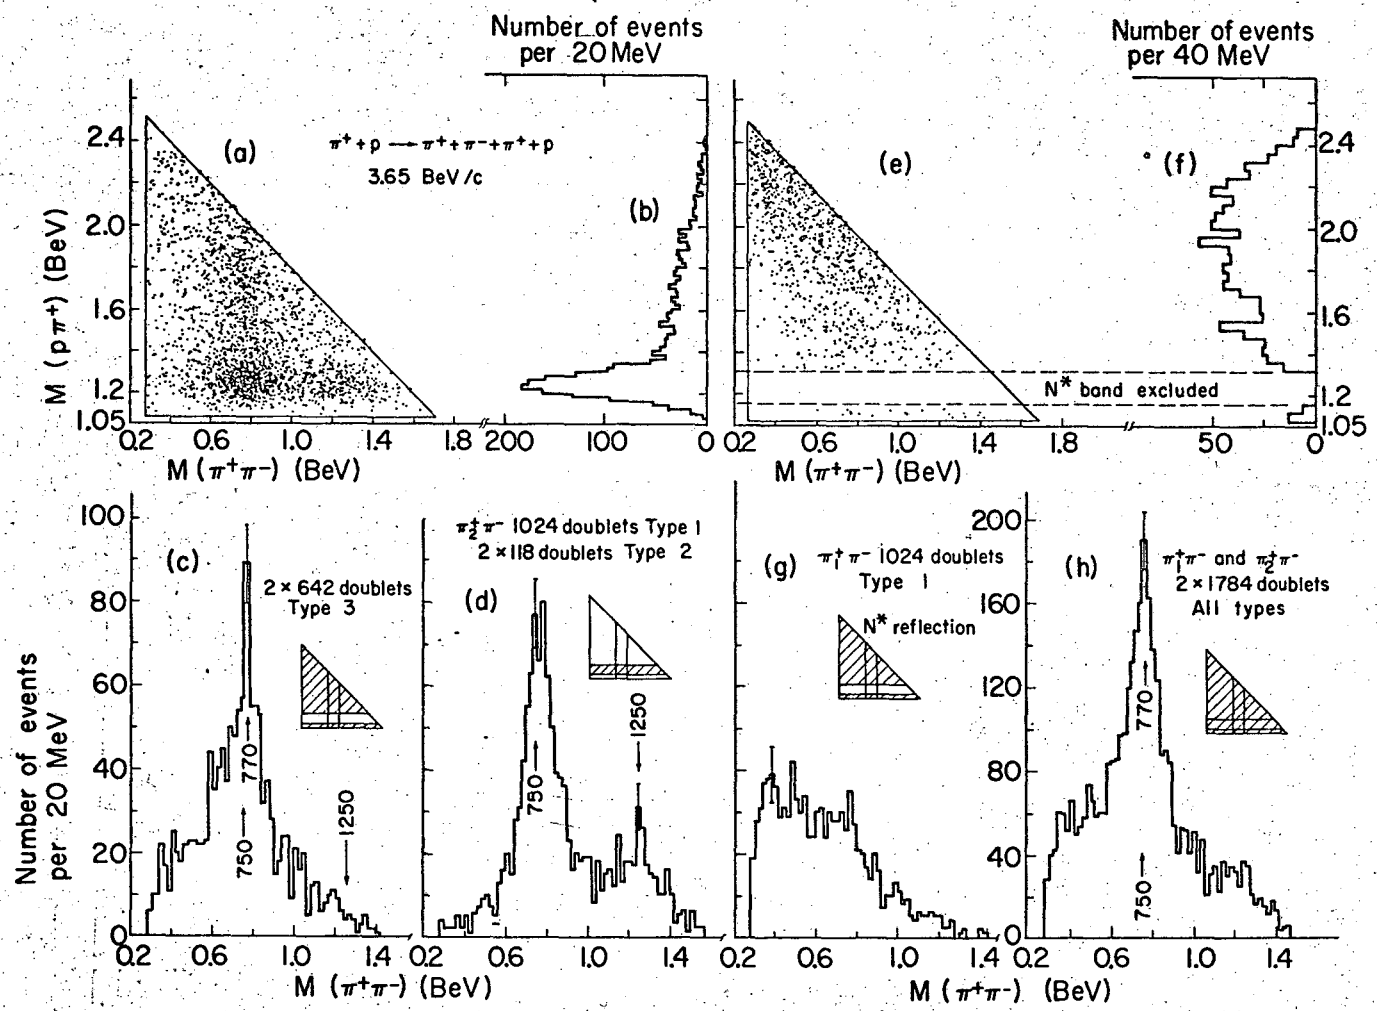 Number of events
per 20 MeV
Number of events
per 40 MeV
M (pπ⁺) (BeV)
2.4
2.0
1.6
1.2
1.05
(a)
π⁺+p → π⁺+π⁻+π⁺+p
3.65 BeV/c
(b)
0.2 0.6 1.0 1.4 1.8
200 100 0
M (π⁺π⁻) (BeV)
(e)
(f)
2.4
2.0
1.6
1.2
1.05
N* band excluded
0.2 0.6 1.0 1.4 1.8
50 0
M (π⁺π⁻) (BeV)
Number of events
per 20 MeV
100
80
60
40
20
0
(c)
2 × 642 doublets
Type 3
770
750
1250
0.2 0.6 1.0 1.4
(d)
π₂⁺π⁻ 1024 doublets Type 1
2 × 118 doublets Type 2
750
1250
0.2 0.6 1.0 1.4
M (π⁺π⁻) (BeV)
(g)
π₁⁺π⁻ 1024 doublets
Type 1
N* reflection
0.2 0.6 1.0
200
160
120
80
40
0
(h)
π₁⁺π⁻ and π₂⁺π⁻
2 × 1784 doublets
All types
770
750
0.2 0.6 1.0 1.4
M (π⁺π⁻) (BeV)